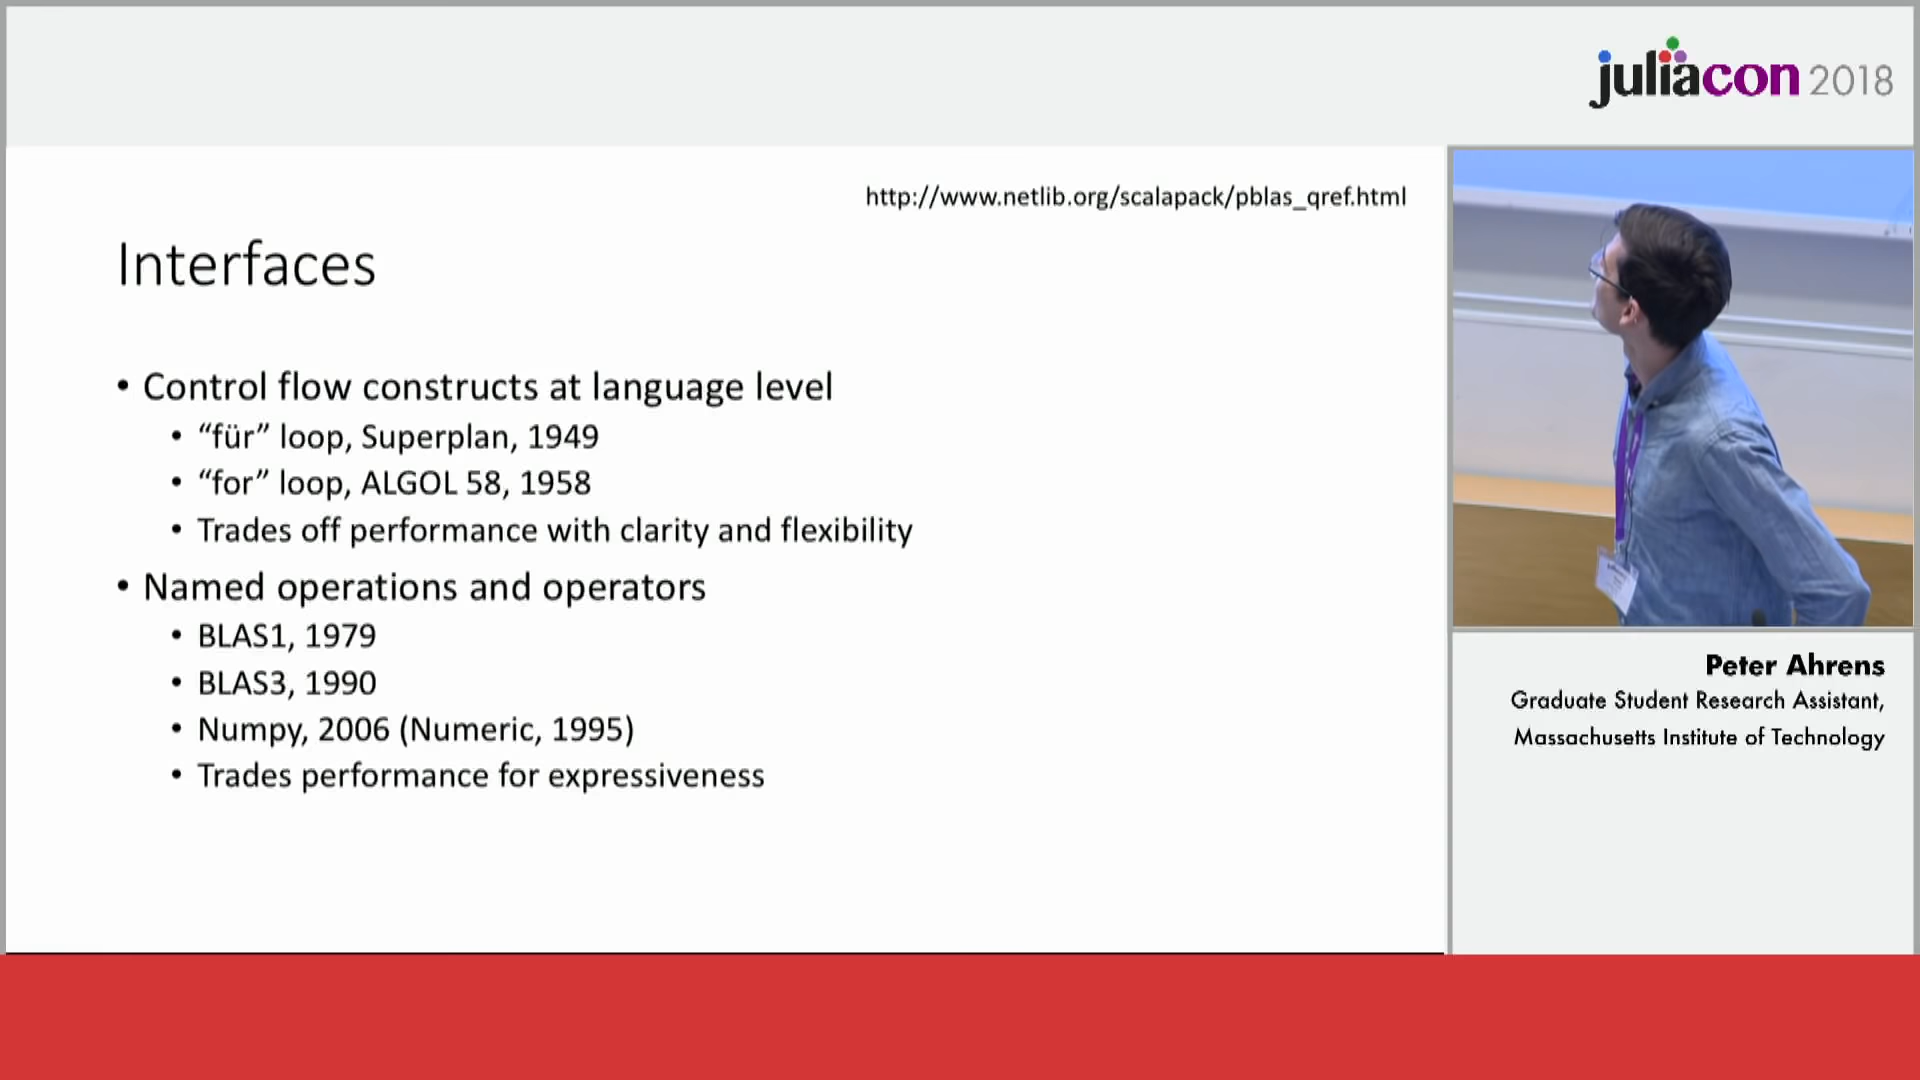 juliacon 2018
http://www.netlib.org/scalapack/pblas_qref.html
Interfaces
• Control flow constructs at language level
• “für” loop, Superplan, 1949
• “for” loop, ALGOL 58, 1958
• Trades off performance with clarity and flexibility
• Named operations and operators
• BLAS1, 1979
• BLAS3, 1990
• Numpy, 2006 (Numeric, 1995)
• Trades performance for expressiveness
Peter Ahrens
Graduate Student Research Assistant,
Massachusetts Institute of Technology